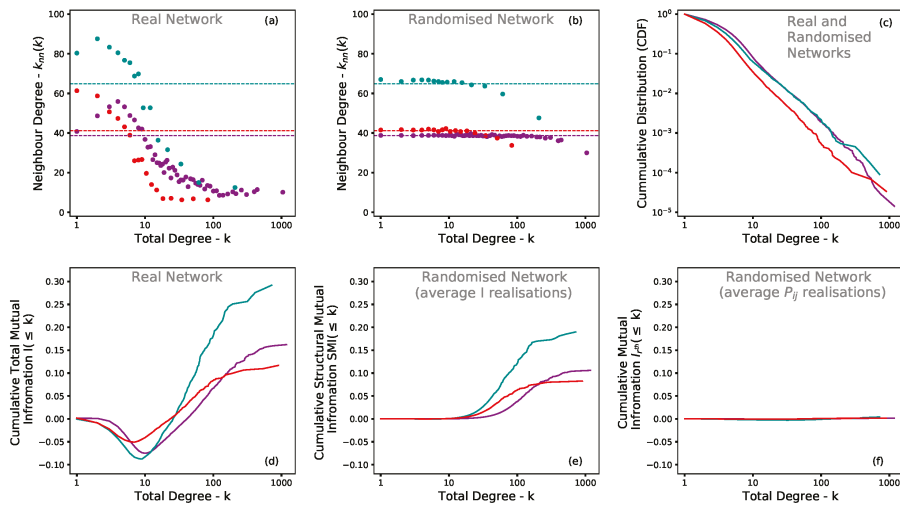 Real Network
(a)
Neighbour Degree - knn(k)
100
80
60
40
20
0
1
10
100
1000
Total Degree - k
Randomised Network
(b)
Neighbour Degree - knn(k)
100
80
60
40
20
0
1
10
100
1000
Total Degree - k
(c)
Real and
Randomised
Networks
Cummulative Distribution (CDF)
10⁰
10⁻¹
10⁻²
10⁻³
10⁻⁴
10⁻⁵
1
10
100
1000
Total Degree - k
Real Network
(d)
Cumulative Total Mutual
Infromation I(≤ k)
0.30
0.25
0.20
0.15
0.10
0.05
0.00
−0.05
−0.10
1
10
100
1000
Total Degree - k
Randomised Network
(average I realisations)
(e)
Cumulative Structural Mutual
Infromation SMI(≤ k)
0.30
0.25
0.20
0.15
0.10
0.05
0.00
−0.05
−0.10
1
10
100
1000
Total Degree - k
Randomised Network
(average Pij realisations)
(f)
Cumulative Mutual
Infromation Iᵨₛₕ(≤ k)
0.30
0.25
0.20
0.15
0.10
0.05
0.00
−0.05
−0.10
1
10
100
1000
Total Degree - k